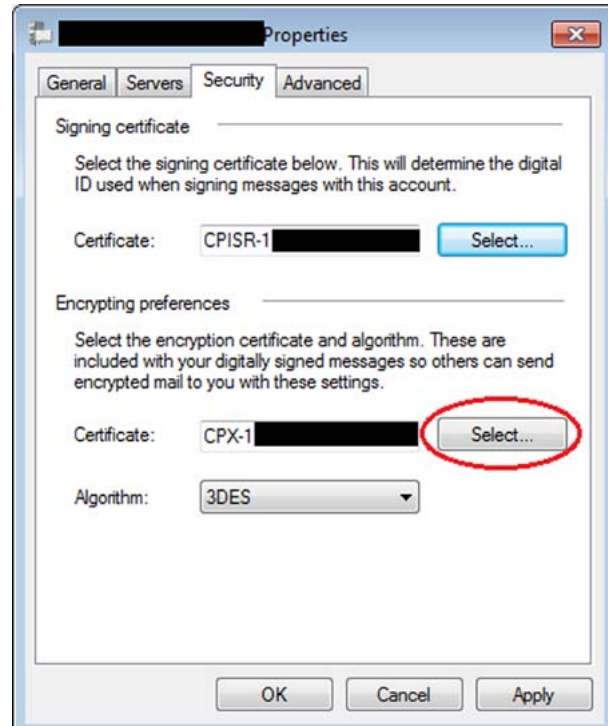 Properties
General Servers Security Advanced
Signing certificate
Select the signing certificate below. This will determine the digital
ID used when signing messages with this account.
Certificate: CPISR-1 Select...
Encrypting preferences
Select the encryption certificate and algorithm. These are
included with your digitally signed messages so others can send
encrypted mail to you with these settings.
Certificate: CPX-1 Select...
Algorithm: 3DES
OK Cancel Apply